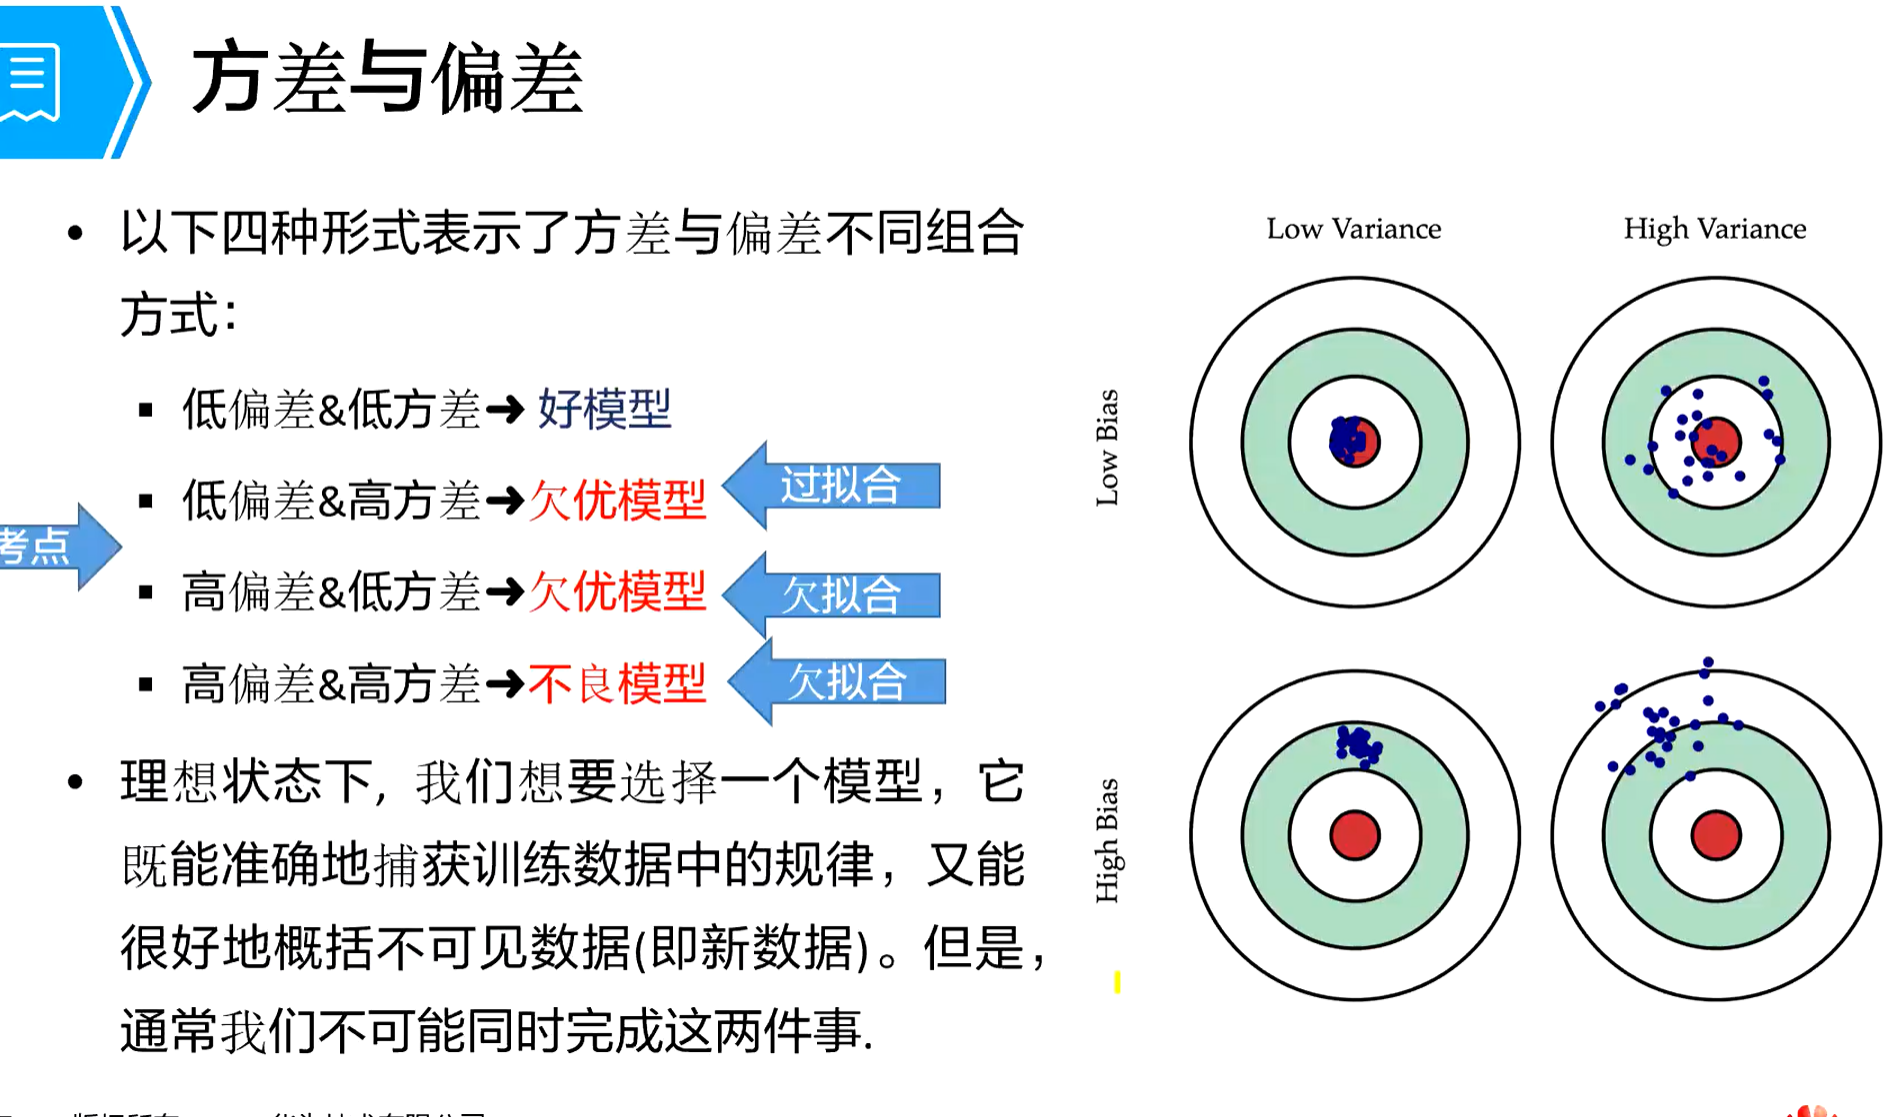 方差与偏差
• 以下四种形式表示了方差与偏差不同组合
方式：
▪ 低偏差&低方差➜好模型
▪ 低偏差&高方差➜欠优模型
过拟合
考点
▪ 高偏差&低方差➜欠优模型
欠拟合
▪ 高偏差&高方差➜不良模型
欠拟合
• 理想状态下, 我们想要选择一个模型，它
既能准确地捕获训练数据中的规律，又能
很好地概括不可见数据(即新数据)。但是，
通常我们不可能同时完成这两件事.
Low Variance
High Variance
Low Bias
High Bias